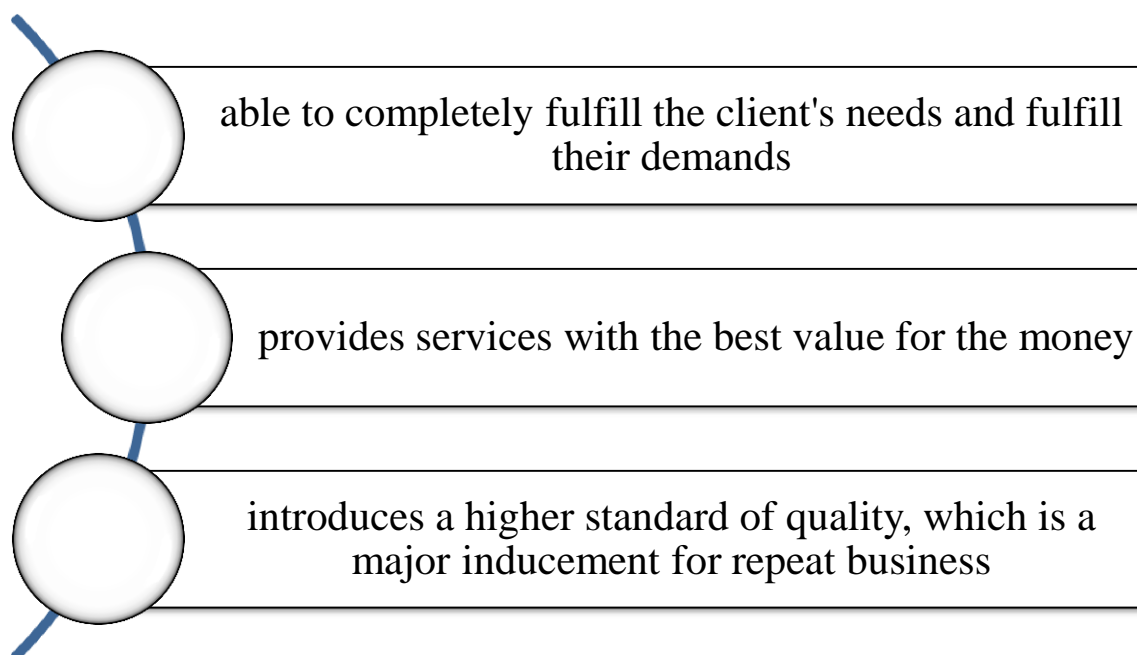 able to completely fulfill the client's needs and fulfill
their demands
provides services with the best value for the money
introduces a higher standard of quality, which is a
major inducement for repeat business